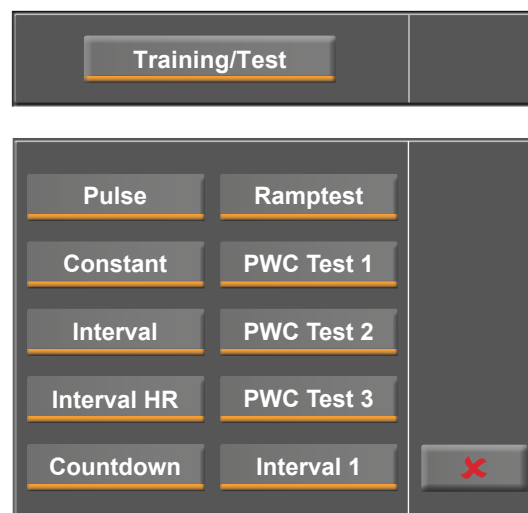 Training/Test
Pulse
Ramptest
Constant
PWC Test 1
Interval
PWC Test 2
Interval HR
PWC Test 3
Countdown
Interval 1